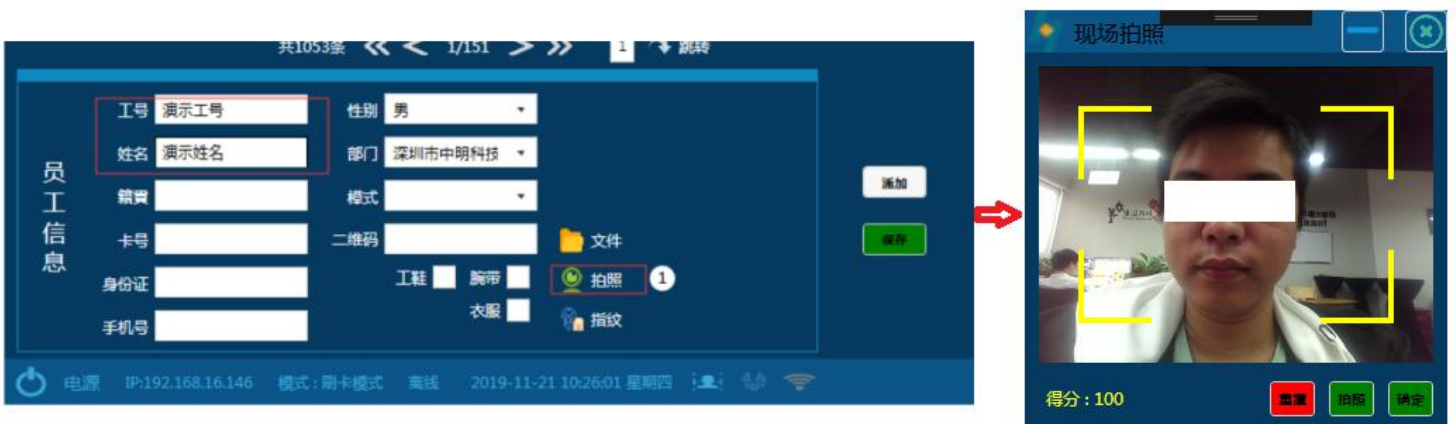 共1053条 1/151 1 跳转
员工信息
工号 演示工号 性别 男
姓名 演示姓名 部门 深圳市中明科技
籍贯 模式
卡号 二维码 文件
身份证 工鞋 腕带 拍照 1
手机号 衣服 指纹
添加
保存
电源 IP:192.168.16.146 模式:刷卡模式 离线 2019-11-21 10:26:01 星期四
现场拍照
得分:100 重置 拍照 确定